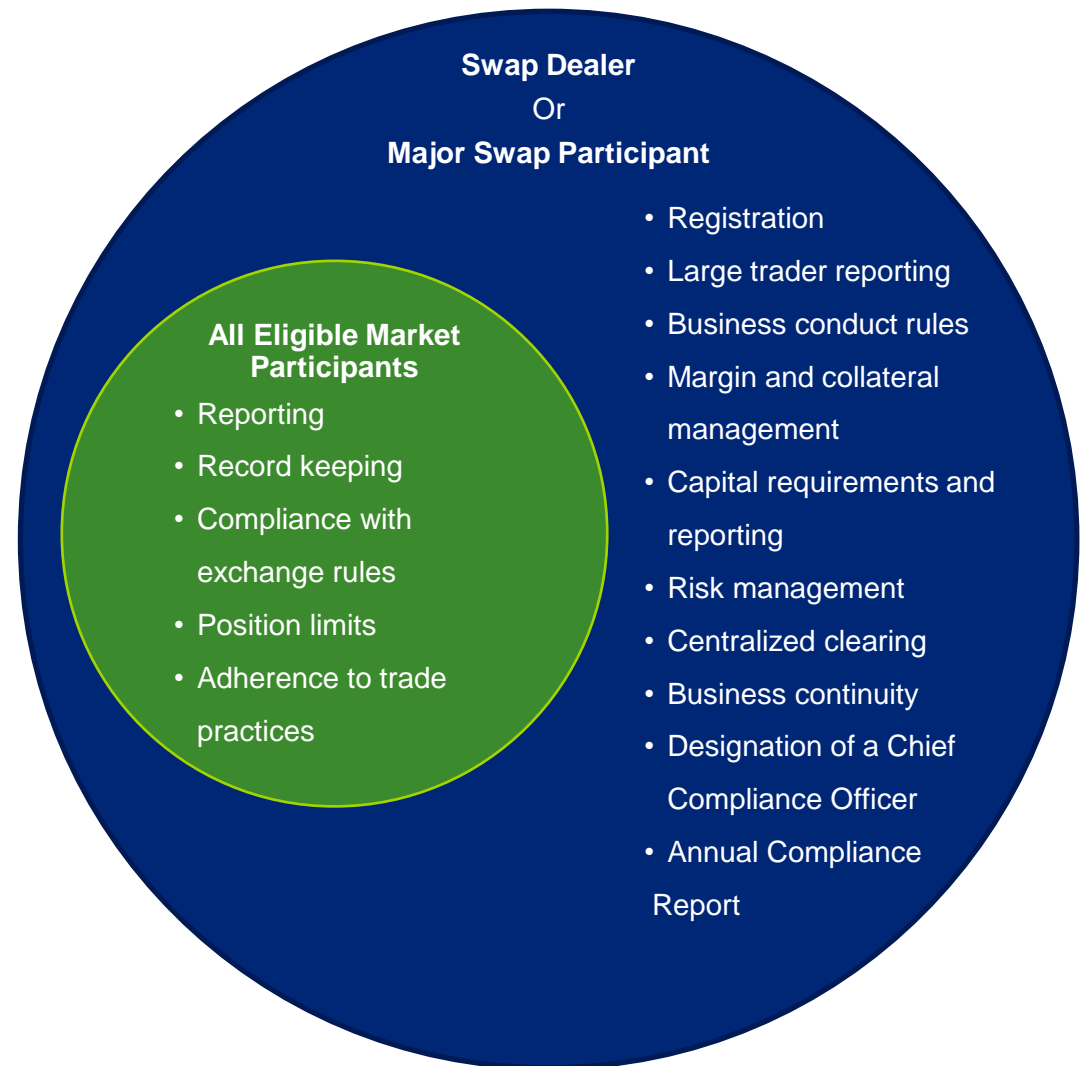 Swap Dealer
Or
Major Swap Participant
All Eligible Market
Participants
• Reporting
• Record keeping
• Compliance with
exchange rules
• Position limits
• Adherence to trade
practices
• Registration
• Large trader reporting
• Business conduct rules
• Margin and collateral
management
• Capital requirements and
reporting
• Risk management
• Centralized clearing
• Business continuity
• Designation of a Chief
Compliance Officer
• Annual Compliance
Report